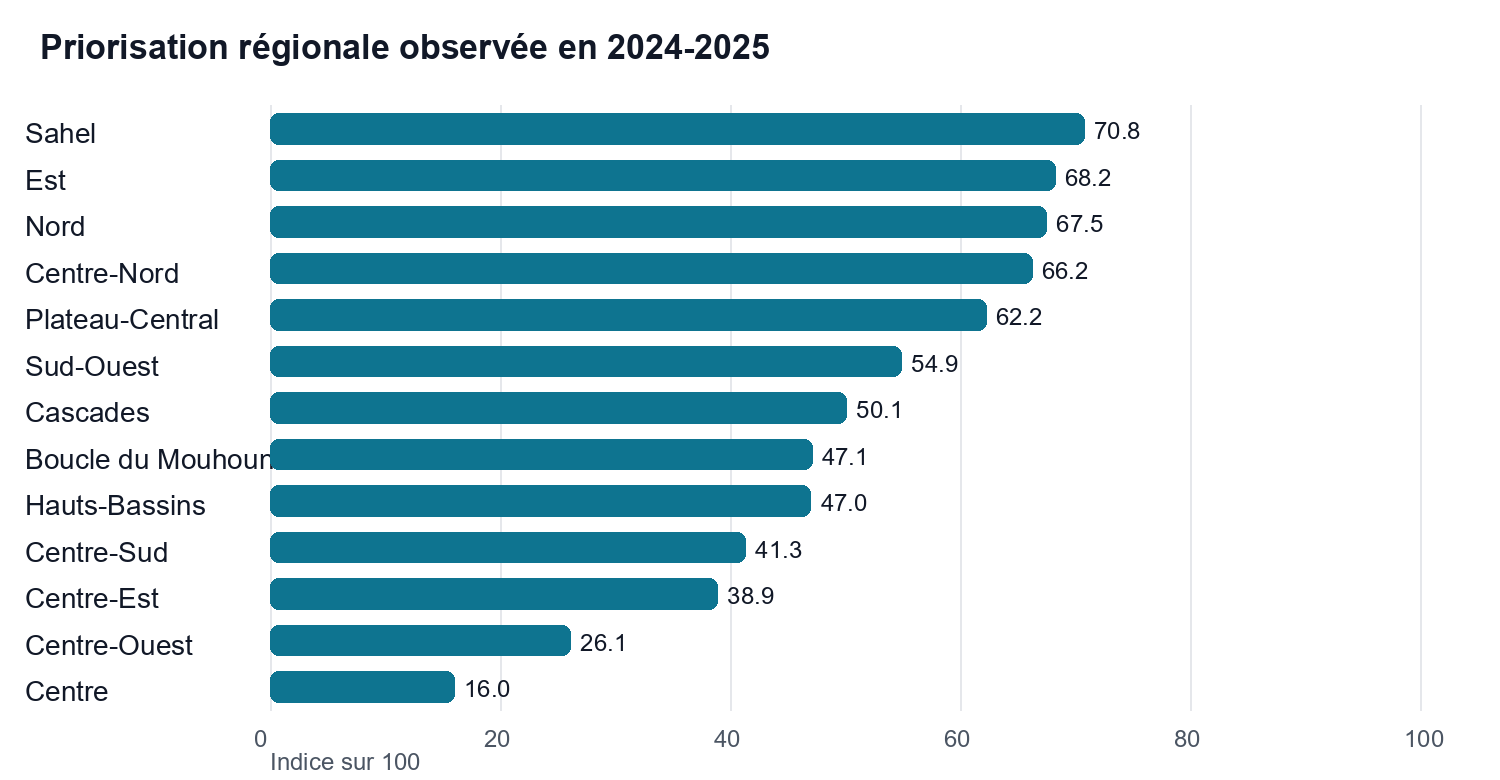 Priorisation régionale observée en 2024-2025
Sahel 70.8
Est 68.2
Nord 67.5
Centre-Nord 66.2
Plateau-Central 62.2
Sud-Ouest 54.9
Cascades 50.1
Boucle du Mouhoun 47.1
Hauts-Bassins 47.0
Centre-Sud 41.3
Centre-Est 38.9
Centre-Ouest 26.1
Centre 16.0
0 20 40 60 80 100
Indice sur 100